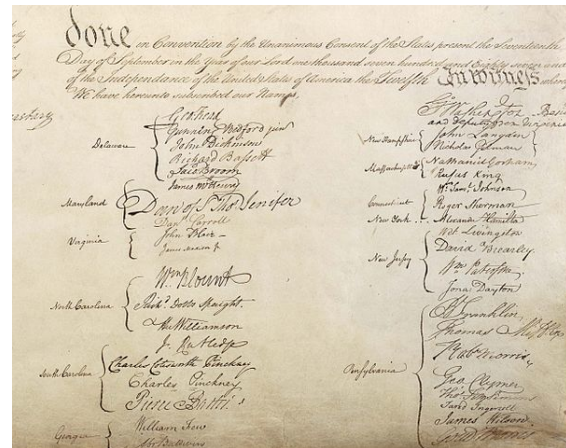 done in Convention by the Unanimous Consent of the States present the Seventeenth
Day of September in the Year of our Lord one thousand seven hundred and Eighty seven and
of the Independance of the United States of America the Twelfth In Witness
We have hereunto subscribed our Names,
Delaware
Geo: Read
Gunning Bedford jun
John Dickinson
Richard Bassett
Jaco: Broom
Maryland
James McHenry
Dan of St Thos Jenifer
Danl Carroll
Virginia
John Blair
James Madison Jr
North Carolina
Wm Blount
Richd Dobbs Spaight.
Hu Williamson
South Carolina
J. Rutledge
Charles Cotesworth Pinckney
Charles Pinckney
Pierce Butler
Georgia
William Few
Abr Baldwin
Go Washington
and deputy from Virginia
New Hampshire
John Langdon
Nicholas Gilman
Massachusetts
Nathaniel Gorham
Rufus King
Connecticut
Wm Saml Johnson
Roger Sherman
New York
Alexander Hamilton
New Jersey
Wil: Livingston
David Brearley
Wm Paterson
Jona: Dayton
Pensylvania
B Franklin
Thomas Mifflin
Robt Morris
Geo. Clymer
Thos FitzSimons
Jared Ingersoll
James Wilson
Gouv Morris